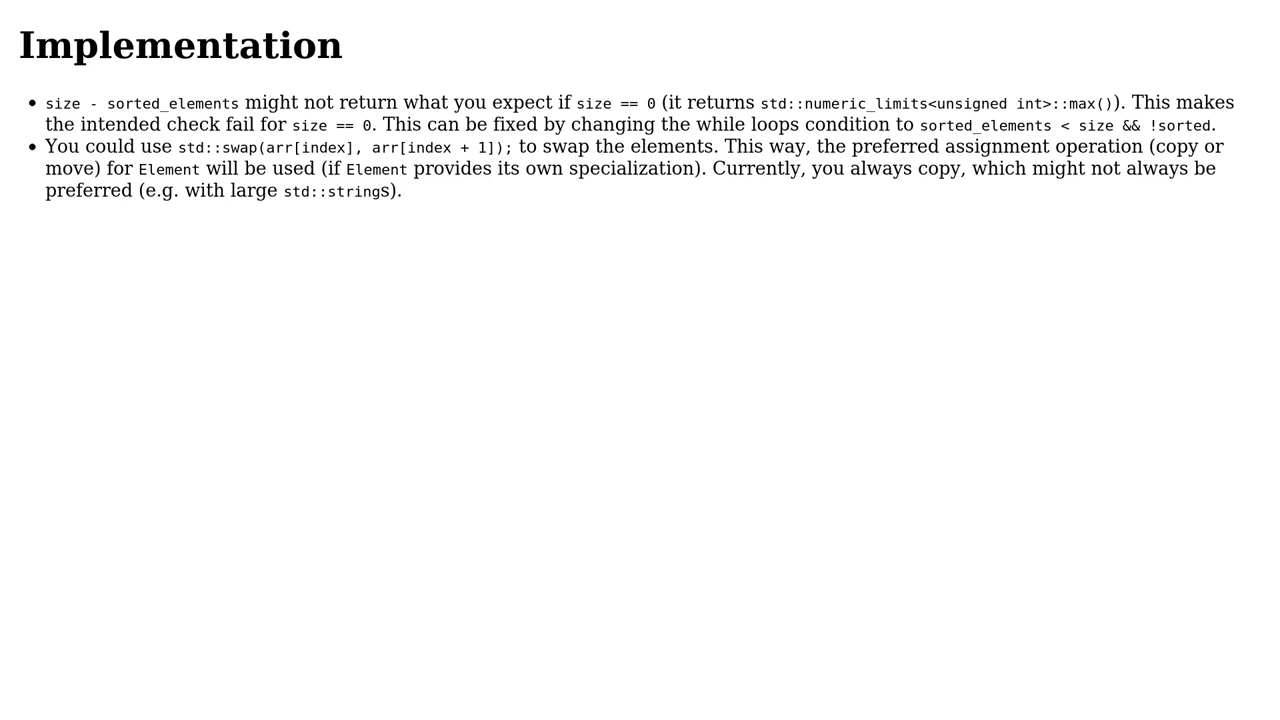 Implementation
size - sorted_elements might not return what you expect if size == 0 (it returns std::numeric_limits<unsigned int>::max()). This makes
the intended check fail for size == 0. This can be fixed by changing the while loops condition to sorted_elements < size && !sorted.
You could use std::swap(arr[index], arr[index + 1]); to swap the elements. This way, the preferred assignment operation (copy or
move) for Element will be used (if Element provides its own specialization). Currently, you always copy, which might not always be
preferred (e.g. with large std::strings).